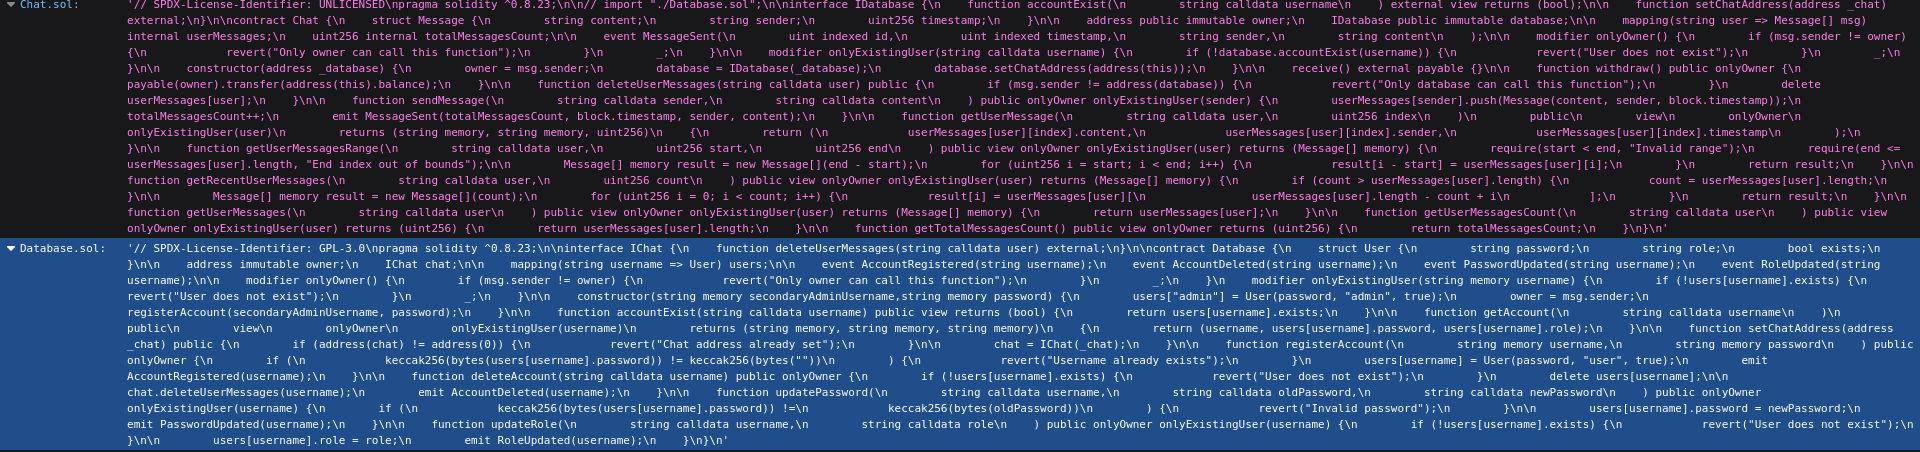 Chat.sol: '// SPDX-License-Identifier: UNLICENSED\npragma solidity ^0.8.23;\n\n// import "./Database.sol";\n\ninterface IDatabase {\n    function accountExist(\n        string calldata username\n    ) external view returns (bool);\n\n    function setChatAddress(address _chat)
external;\n}\n\ncontract Chat {\n    struct Message {\n        string content;\n        string sender;\n        uint256 timestamp;\n    }\n\n    address public immutable owner;\n    IDatabase public immutable database;\n\n    mapping(string user => Message[] msg)
internal userMessages;\n    uint256 internal totalMessagesCount;\n\n    event MessageSent(\n        uint indexed id,\n        uint indexed timestamp,\n        string sender,\n        string content\n    );\n\n    modifier onlyOwner() {\n        if (msg.sender != owner)
{\n            revert("Only owner can call this function");\n        }\n        _;\n    }\n\n    modifier onlyExistingUser(string calldata username) {\n        if (!database.accountExist(username)) {\n            revert("User does not exist");\n        }\n        _;\n
}\n\n    constructor(address _database) {\n        owner = msg.sender;\n        database = IDatabase(_database);\n        database.setChatAddress(address(this));\n    }\n\n    receive() external payable {}\n\n    function withdraw() public onlyOwner {\n
payable(owner).transfer(address(this).balance);\n    }\n\n    function deleteUserMessages(string calldata user) public {\n        if (msg.sender != address(database)) {\n            revert("Only database can call this function");\n        }\n        delete
userMessages[user];\n    }\n\n    function sendMessage(\n        string calldata sender,\n        string calldata content\n    ) public onlyOwner onlyExistingUser(sender) {\n        userMessages[sender].push(Message(content, sender, block.timestamp));\n
totalMessagesCount++;\n        emit MessageSent(totalMessagesCount, block.timestamp, sender, content);\n    }\n\n    function getUserMessage(\n        string calldata user,\n        uint256 index\n    )\n        public\n        view\n        onlyOwner\n
onlyExistingUser(user)\n        returns (string memory, string memory, uint256)\n    {\n        return (\n            userMessages[user][index].content,\n            userMessages[user][index].sender,\n            userMessages[user][index].timestamp\n        );\n
}\n\n    function getUserMessagesRange(\n        string calldata user,\n        uint256 start,\n        uint256 end\n    ) public view onlyOwner onlyExistingUser(user) returns (Message[] memory) {\n        require(start < end, "Invalid range");\n        require(end <=
userMessages[user].length, "End index out of bounds");\n\n        Message[] memory result = new Message[](end - start);\n        for (uint256 i = start; i < end; i++) {\n            result[i - start] = userMessages[user][i];\n        }\n        return result;\n    }\n\n
function getRecentUserMessages(\n        string calldata user,\n        uint256 count\n    ) public view onlyOwner onlyExistingUser(user) returns (Message[] memory) {\n        if (count > userMessages[user].length) {\n            count = userMessages[user].length;\n
}\n\n        Message[] memory result = new Message[](count);\n        for (uint256 i = 0; i < count; i++) {\n            result[i] = userMessages[user][\n                userMessages[user].length - count + i\n            ];\n        }\n        return result;\n    }\n\n
function getUserMessages(\n        string calldata user\n    ) public view onlyOwner onlyExistingUser(user) returns (Message[] memory) {\n        return userMessages[user];\n    }\n\n    function getUserMessagesCount(\n        string calldata user\n    ) public view
onlyOwner onlyExistingUser(user) returns (uint256) {\n        return userMessages[user].length;\n    }\n\n    function getTotalMessagesCount() public view onlyOwner returns (uint256) {\n        return totalMessagesCount;\n    }\n}\n'
Database.sol: '// SPDX-License-Identifier: GPL-3.0\npragma solidity ^0.8.23;\n\ninterface IChat {\n    function deleteUserMessages(string calldata user) external;\n}\n\ncontract Database {\n    struct User {\n        string password;\n        string role;\n        bool exists;\n
}\n\n    address immutable owner;\n    IChat chat;\n\n    mapping(string username => User) users;\n\n    event AccountRegistered(string username);\n    event AccountDeleted(string username);\n    event PasswordUpdated(string username);\n    event RoleUpdated(string
username);\n\n    modifier onlyOwner() {\n        if (msg.sender != owner) {\n            revert("Only owner can call this function");\n        }\n        _;\n    }\n    modifier onlyExistingUser(string memory username) {\n        if (!users[username].exists) {\n
revert("User does not exist");\n        }\n        _;\n    }\n\n    constructor(string memory secondaryAdminUsername,string memory password) {\n        users["admin"] = User(password, "admin", true);\n        owner = msg.sender;\n
registerAccount(secondaryAdminUsername, password);\n    }\n\n    function accountExist(string calldata username) public view returns (bool) {\n        return users[username].exists;\n    }\n\n    function getAccount(\n        string calldata username\n    )\n
public\n        view\n        onlyOwner\n        onlyExistingUser(username)\n        returns (string memory, string memory, string memory)\n    {\n        return (username, users[username].password, users[username].role);\n    }\n\n    function setChatAddress(address
_chat) public {\n        if (address(chat) != address(0)) {\n            revert("Chat address already set");\n        }\n\n        chat = IChat(_chat);\n    }\n\n    function registerAccount(\n        string memory username,\n        string memory password\n    ) public
onlyOwner {\n        if (\n            keccak256(bytes(users[username].password)) != keccak256(bytes(""))\n        ) {\n            revert("Username already exists");\n        }\n        users[username] = User(password, "user", true);\n        emit
AccountRegistered(username);\n    }\n\n    function deleteAccount(string calldata username) public onlyOwner {\n        if (!users[username].exists) {\n            revert("User does not exist");\n        }\n        delete users[username];\n\n
chat.deleteUserMessages(username);\n        emit AccountDeleted(username);\n    }\n\n    function updatePassword(\n        string calldata username,\n        string calldata oldPassword,\n        string calldata newPassword\n    ) public onlyOwner
onlyExistingUser(username) {\n        if (\n            keccak256(bytes(users[username].password)) !=\n            keccak256(bytes(oldPassword))\n        ) {\n            revert("Invalid password");\n        }\n\n        users[username].password = newPassword;\n
emit PasswordUpdated(username);\n    }\n\n    function updateRole(\n        string calldata username,\n        string calldata role\n    ) public onlyOwner onlyExistingUser(username) {\n        if (!users[username].exists) {\n            revert("User does not exist");\n
}\n\n        users[username].role = role;\n        emit RoleUpdated(username);\n    }\n}\n'